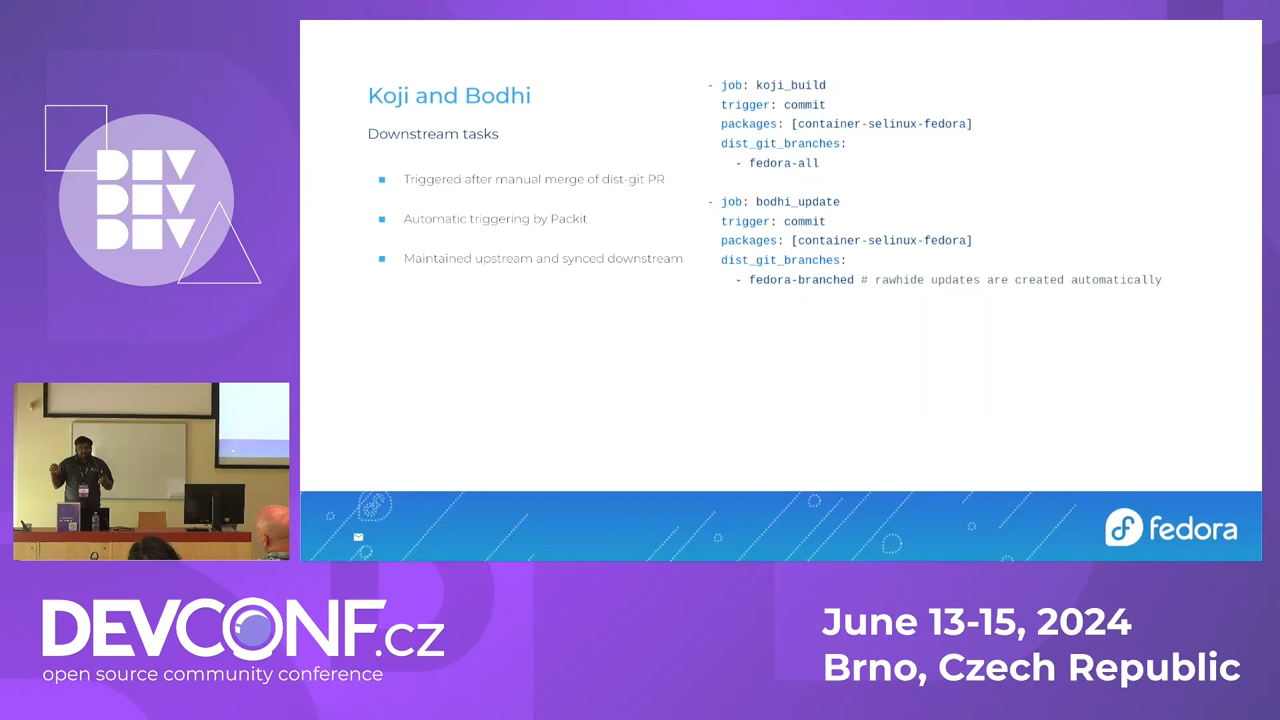 DEV
DEV
DEV
Koji and Bodhi
Downstream tasks
Triggered after manual merge of dist-git PR
Automatic triggering by Packit
Maintained upstream and synced downstream
- job: koji_build
trigger: commit
packages: [container-selinux-fedora]
dist_git_branches:
- fedora-all
- job: bodhi_update
trigger: commit
packages: [container-selinux-fedora]
dist_git_branches:
- fedora-branched # rawhide updates are created automatically
fedora
DEVCONF.cz
open source community conference
June 13-15, 2024
Brno, Czech Republic